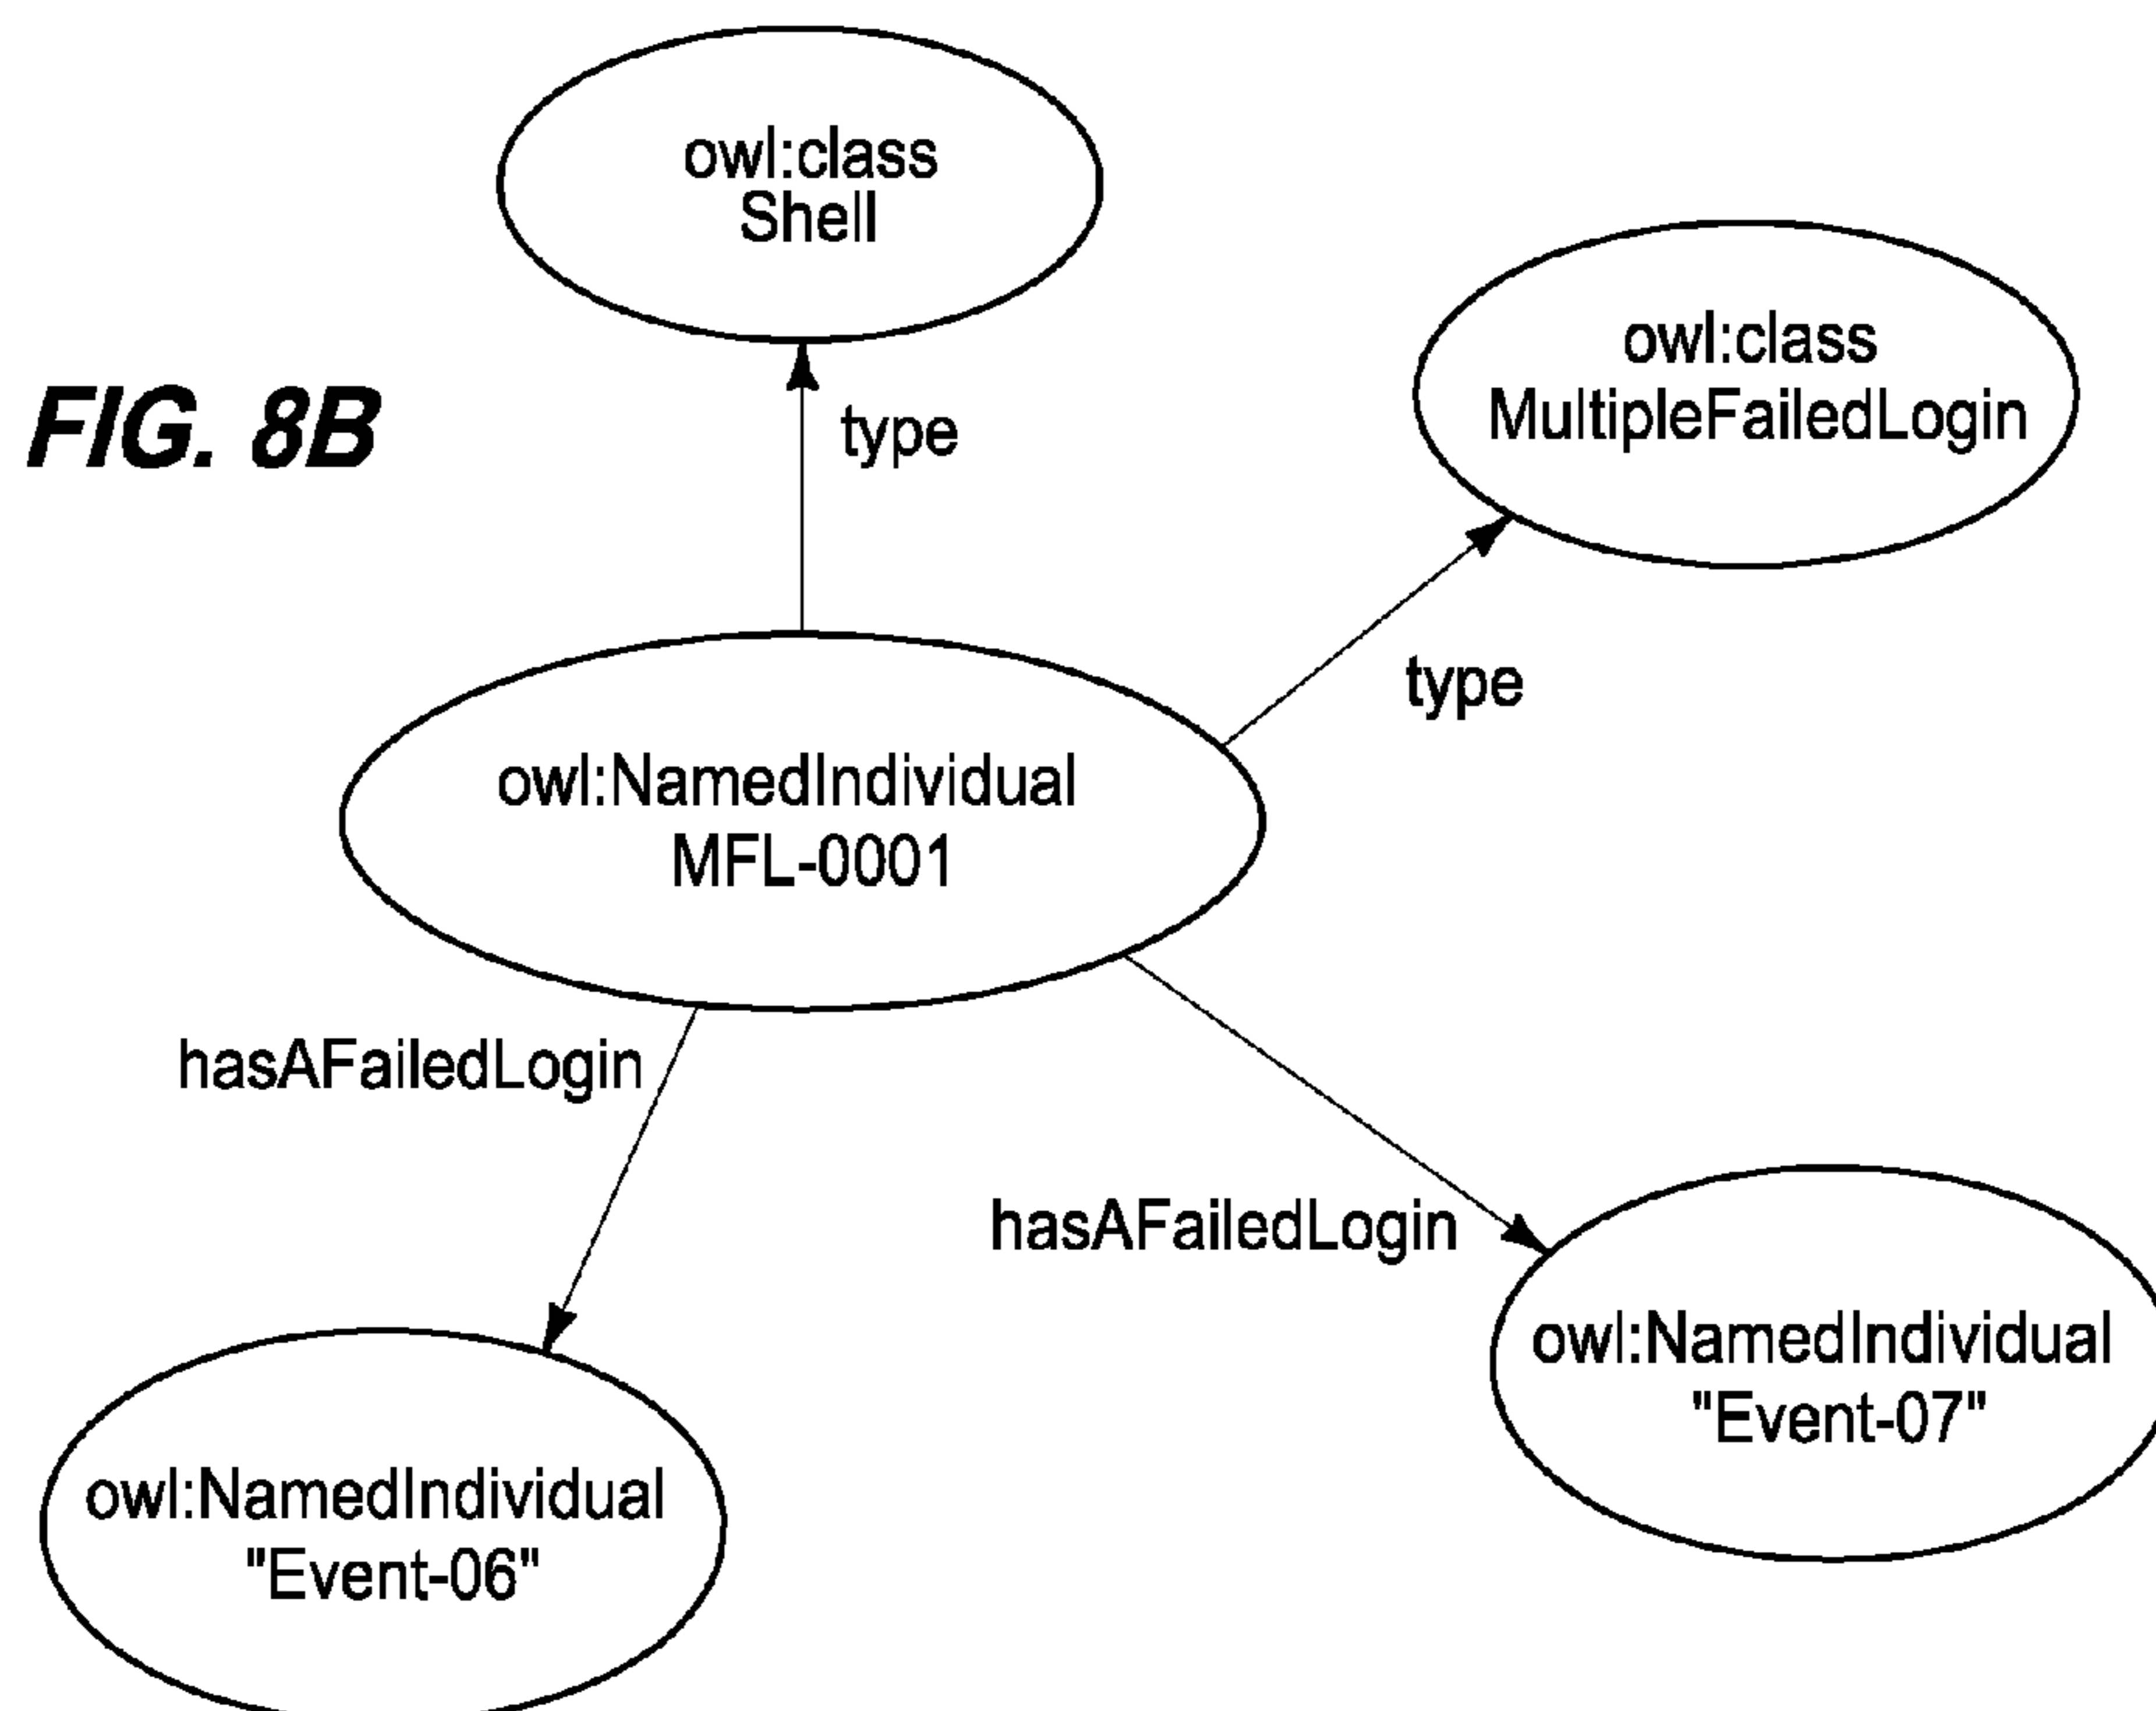 owl:class
Shell
owl:class
MultipleFailedLogin
FIG. 8B
type
type
owl:NamedIndividual
MFL-0001
hasAFailedLogin
hasAFailedLogin
owl:NamedIndividual
"Event-07"
owl:NamedIndividual
"Event-06"